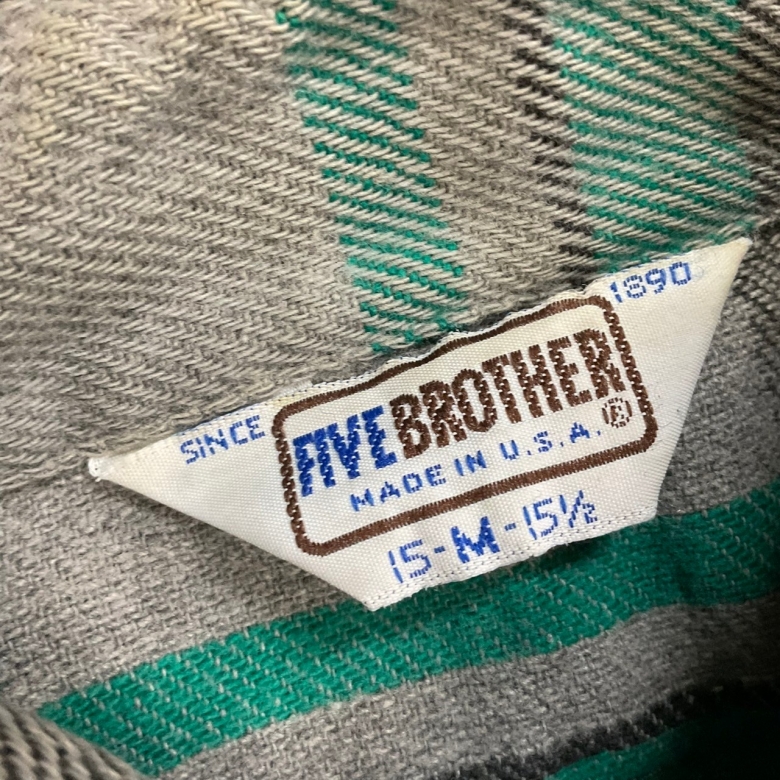 SINCE 1890
FIVE BROTHER ®
MADE IN U.S.A.
15-M-15½